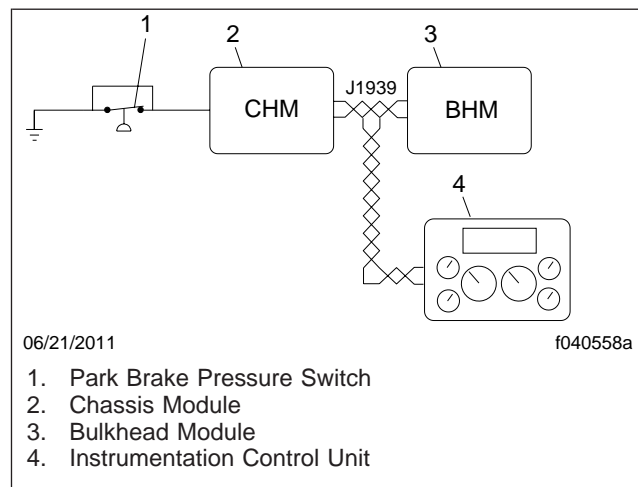 1
2
3
CHM
J1939
BHM
4
06/21/2011
f040558a
1. Park Brake Pressure Switch
2. Chassis Module
3. Bulkhead Module
4. Instrumentation Control Unit